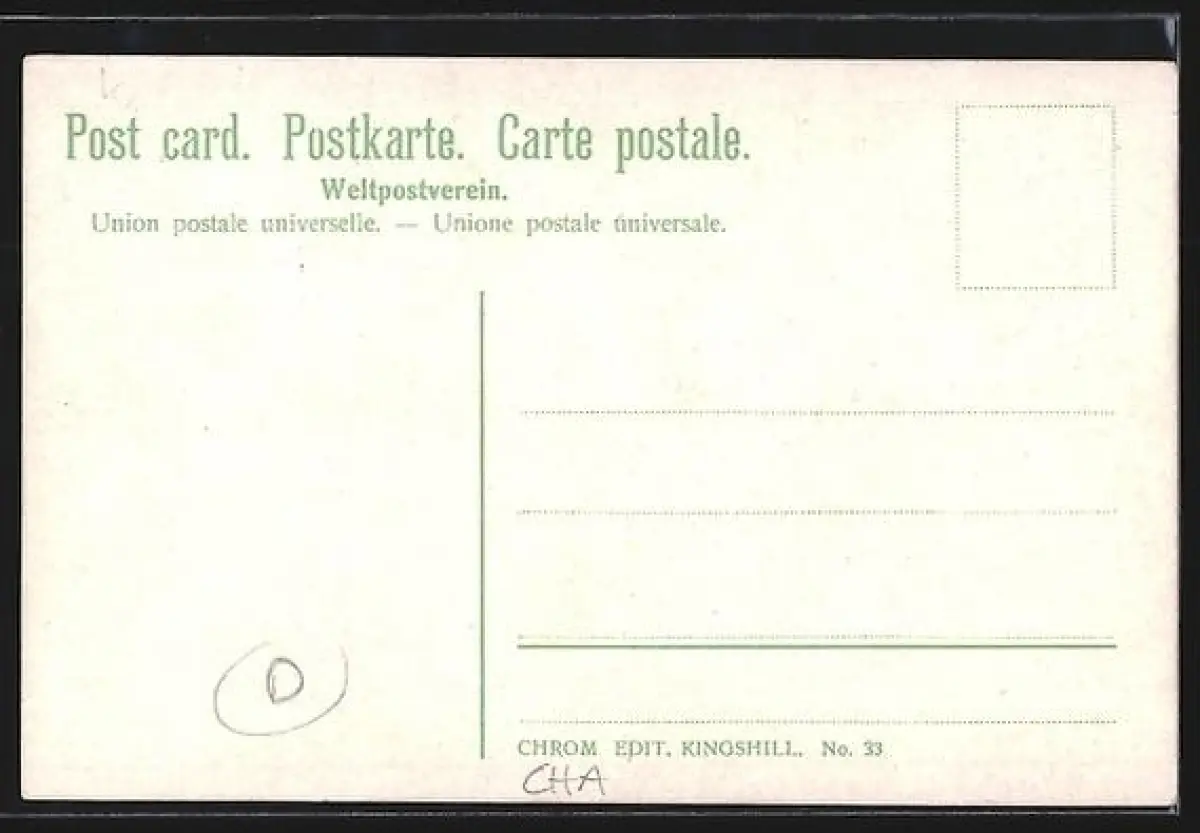 Post card. Postkarte. Carte postale.
Weltpostverein.
Union postale universelle. — Unione postale universale.
D
CHROM EDIT. KINGSHILL. No. 33
CHA